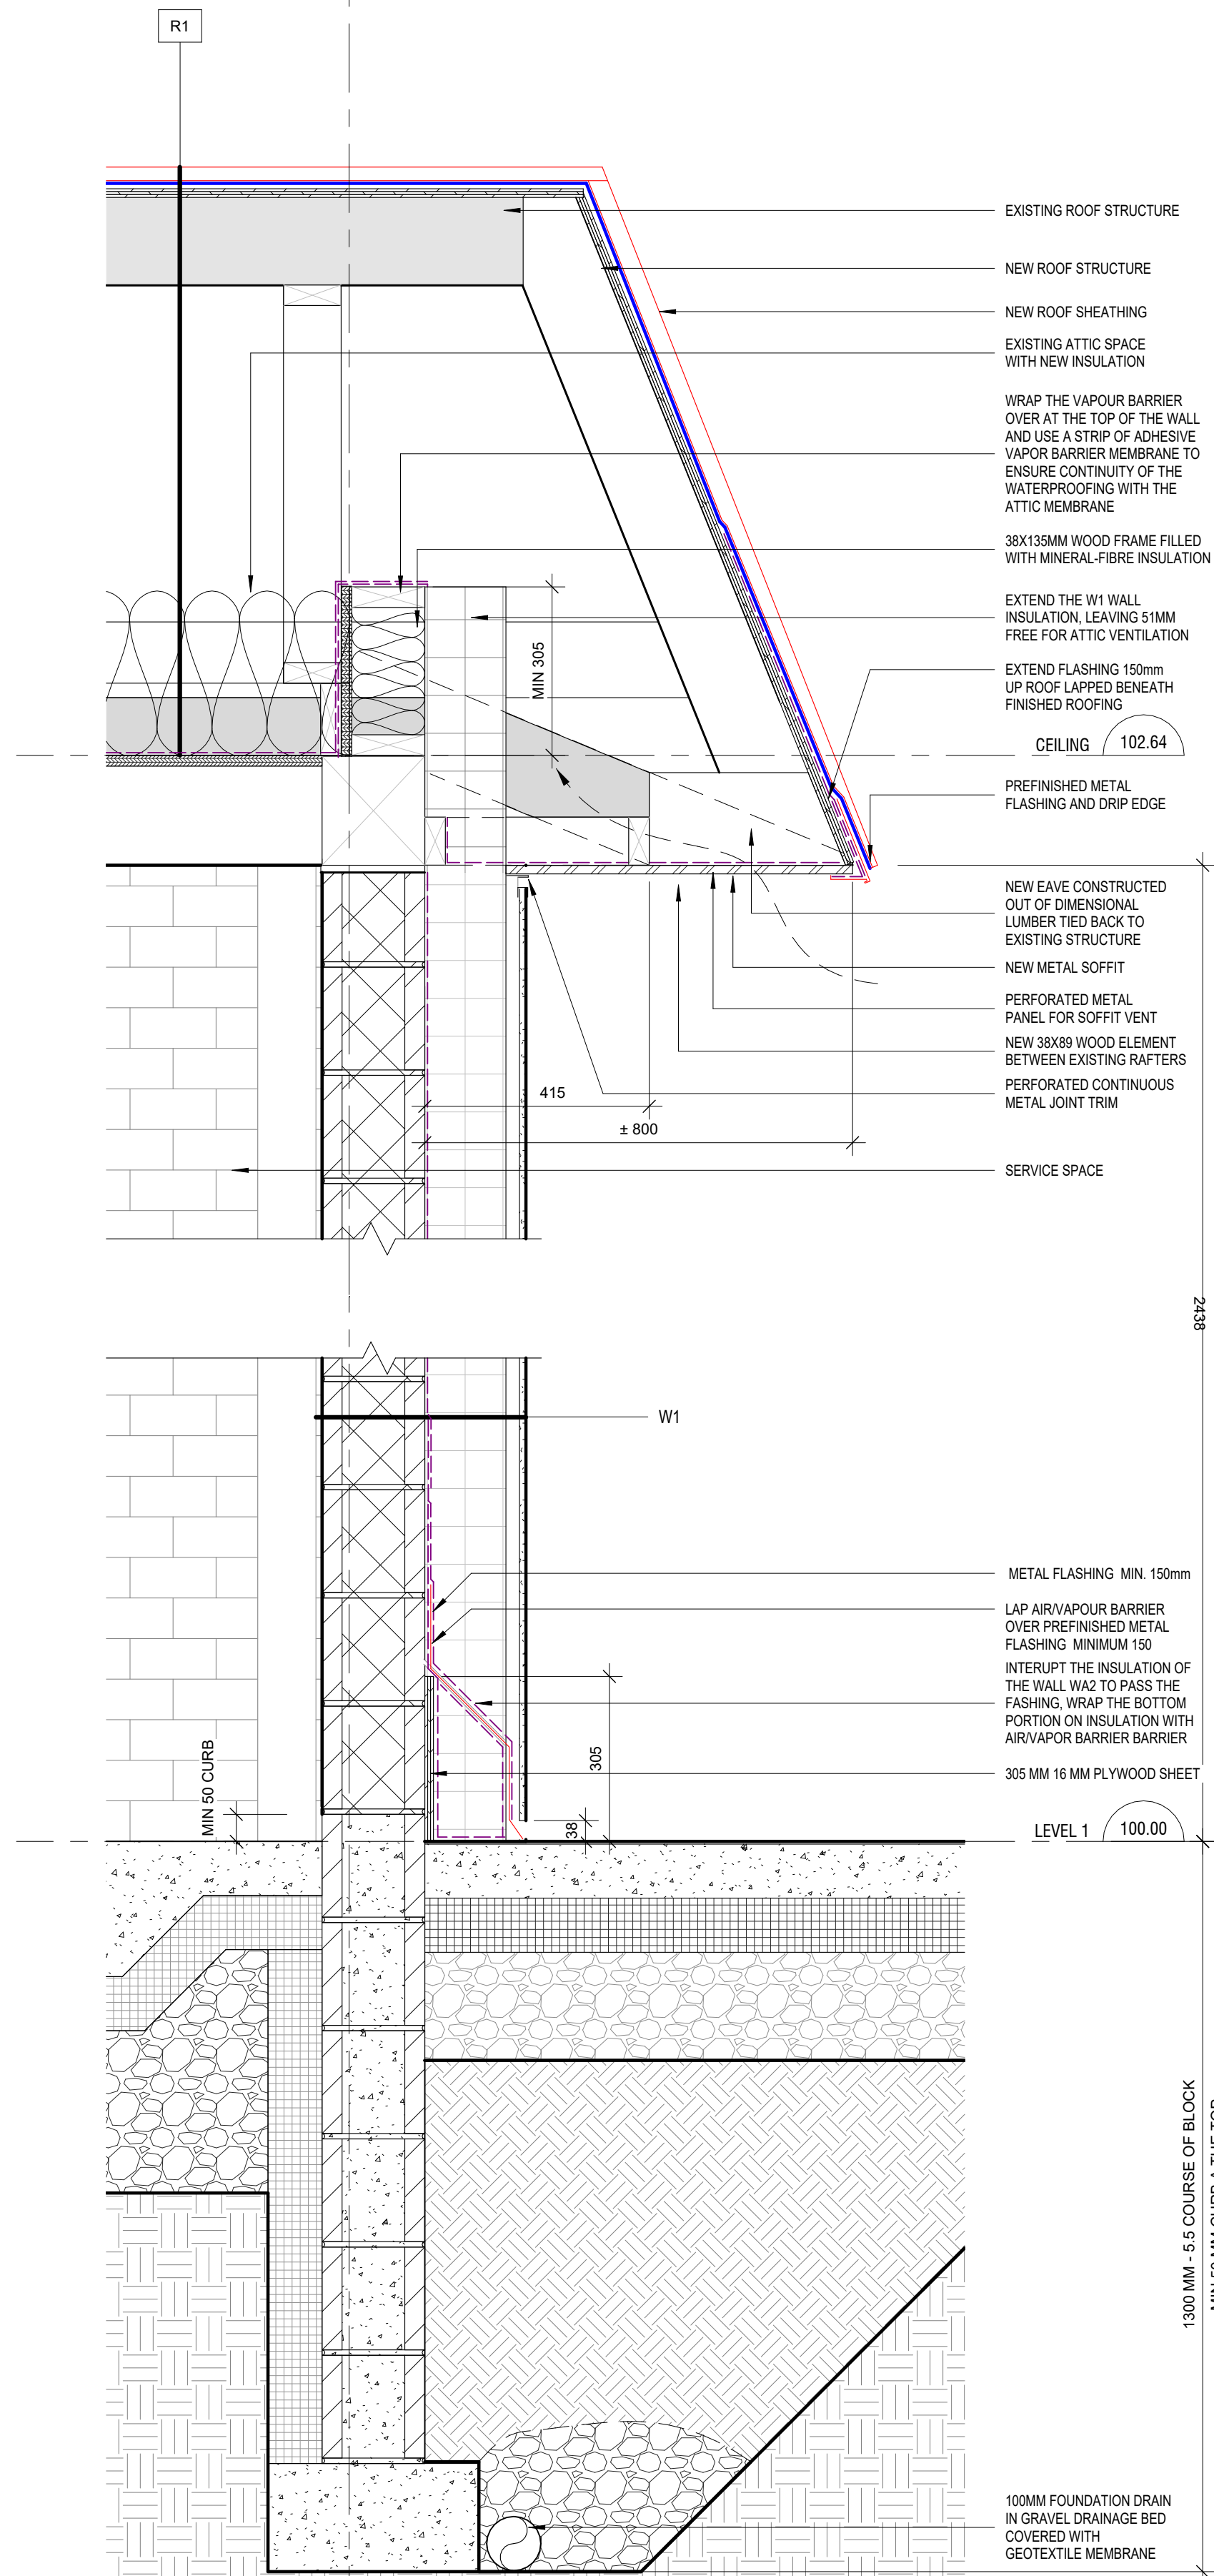 R1
EXISTING ROOF STRUCTURE
NEW ROOF STRUCTURE
NEW ROOF SHEATHING
EXISTING ATTIC SPACE
WITH NEW INSULATION
WRAP THE VAPOUR BARRIER
OVER AT THE TOP OF THE WALL
AND USE A STRIP OF ADHESIVE
VAPOR BARRIER MEMBRANE TO
ENSURE CONTINUITY OF THE
WATERPROOFING WITH THE
ATTIC MEMBRANE
38X135MM WOOD FRAME FILLED
WITH MINERAL-FIBRE INSULATION
EXTEND THE W1 WALL
INSULATION, LEAVING 51MM
FREE FOR ATTIC VENTILATION
MIN 305
EXTEND FLASHING 150mm
UP ROOF LAPPED BENEATH
FINISHED ROOFING
CEILING 102.64
PREFINISHED METAL
FLASHING AND DRIP EDGE
NEW EAVE CONSTRUCTED
OUT OF DIMENSIONAL
LUMBER TIED BACK TO
EXISTING STRUCTURE
NEW METAL SOFFIT
PERFORATED METAL
PANEL FOR SOFFIT VENT
NEW 38X89 WOOD ELEMENT
BETWEEN EXISTING RAFTERS
PERFORATED CONTINUOUS
METAL JOINT TRIM
415
± 800
SERVICE SPACE
2438
W1
METAL FLASHING MIN. 150mm
LAP AIR/VAPOUR BARRIER
OVER PREFINISHED METAL
FLASHING MINIMUM 150
INTERUPT THE INSULATION OF
THE WALL WA2 TO PASS THE
FASHING, WRAP THE BOTTOM
PORTION ON INSULATION WITH
AIR/VAPOR BARRIER BARRIER
305 MM 16 MM PLYWOOD SHEET
MIN 50 CURB
305
38
LEVEL 1 100.00
1300 MM - 5.5 COURSE OF BLOCK
MIN 50 MM CURB A THE TOP
100MM FOUNDATION DRAIN
IN GRAVEL DRAINAGE BED
COVERED WITH
GEOTEXTILE MEMBRANE